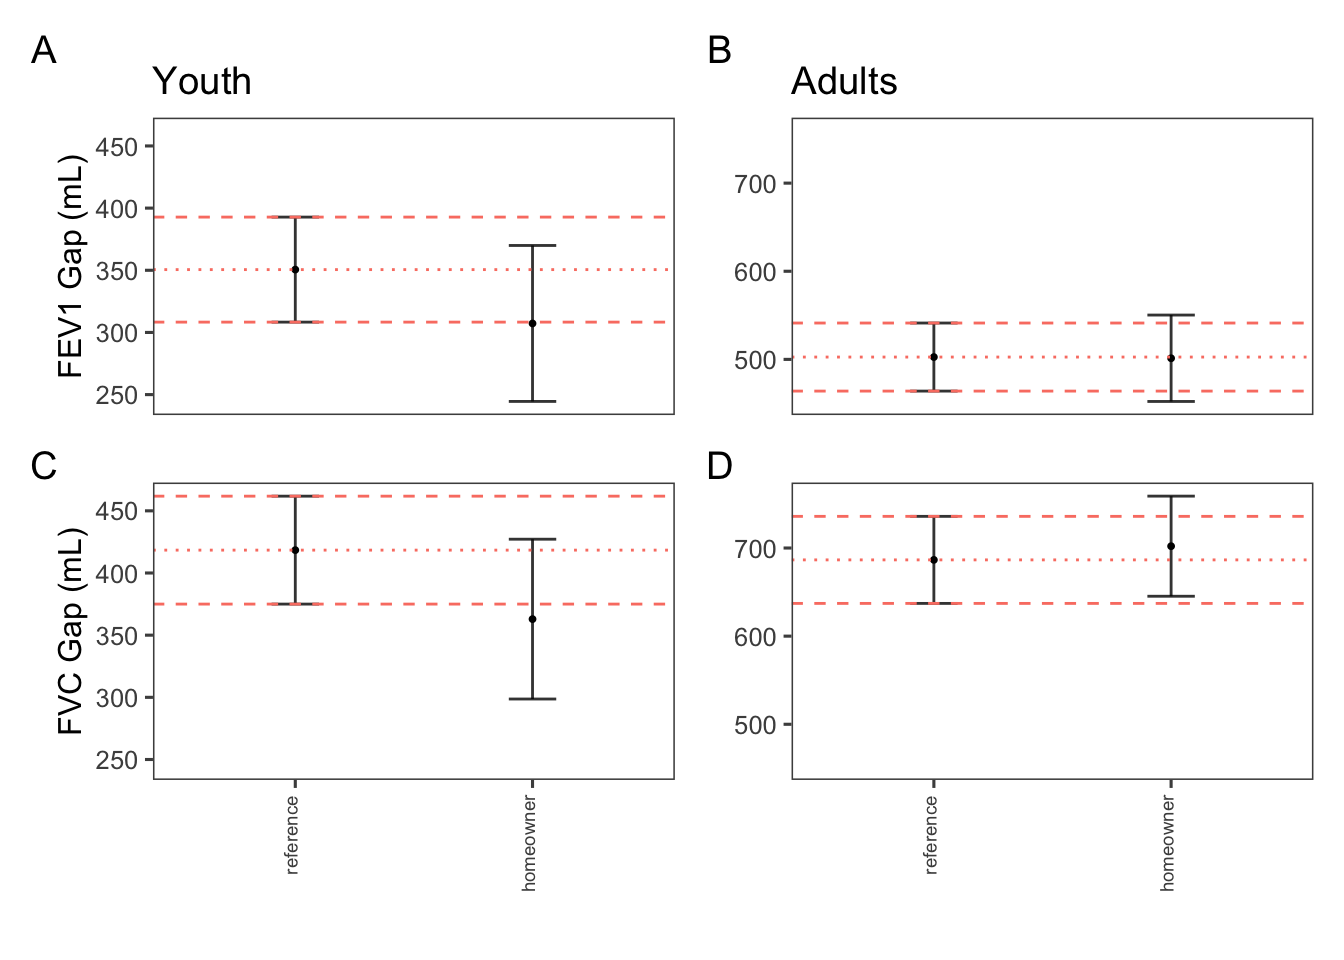 A
Youth
FEV1 Gap (mL)
450
400
350
300
250
B
Adults
700
600
500
C
FVC Gap (mL)
450
400
350
300
250
reference
homeowner
D
700
600
500
reference
homeowner